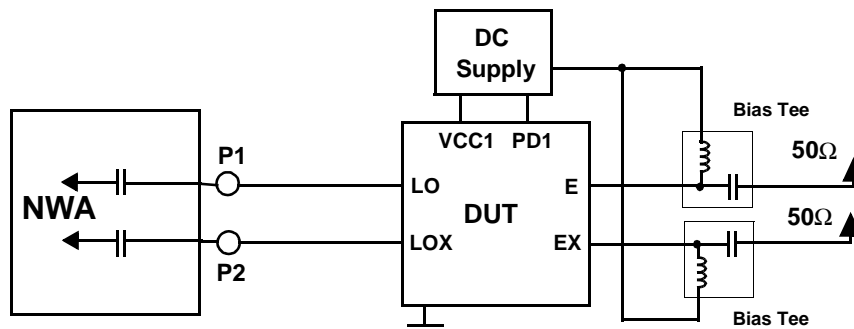 DC
Supply
Bias Tee
VCC1 PD1
P1
50Ω
LO
E
NWA
DUT
50Ω
LOX
EX
P2
Bias Tee